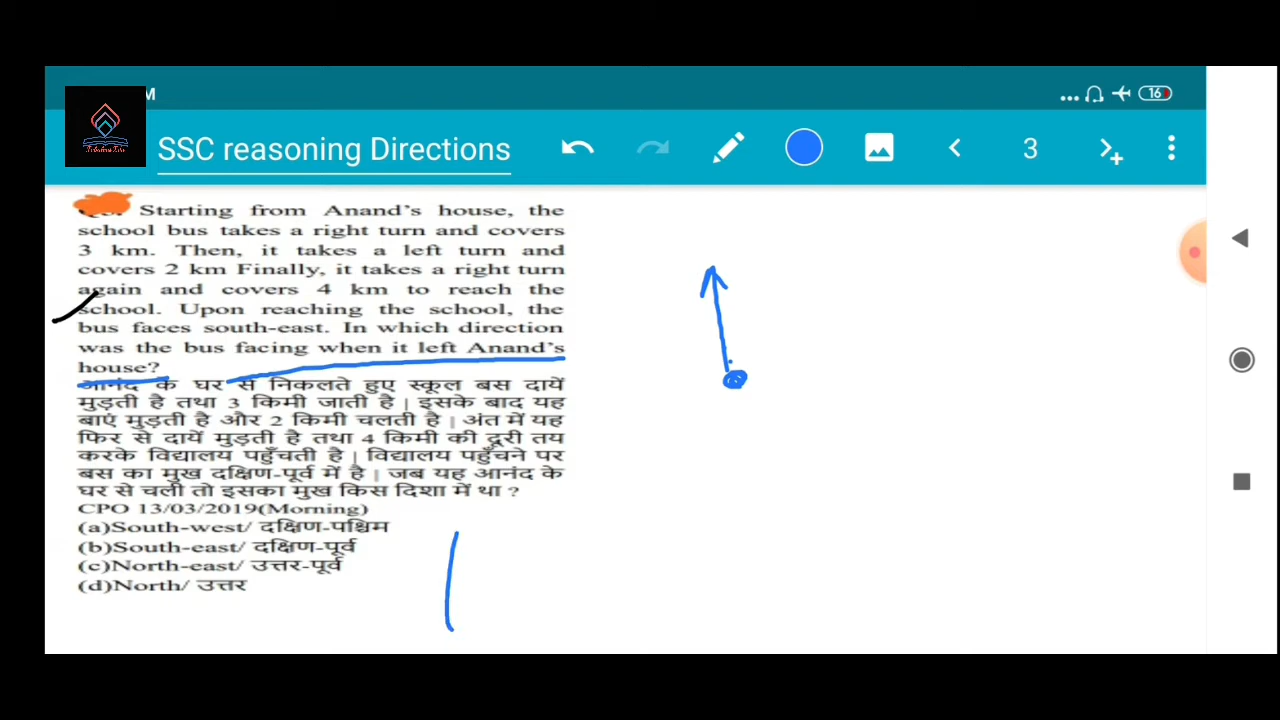 M
... 16
SSC reasoning Directions
3
Starting from Anand's house, the
school bus takes a right turn and covers
3 km. Then, it takes a left turn and
covers 2 km Finally, it takes a right turn
again and covers 4 km to reach the
school. Upon reaching the school, the
bus faces south-east. In which direction
was the bus facing when it left Anand's
house?
आनंद के घर से निकलते हुए स्कूल बस दायें
मुड़ती है तथा 3 किमी जाती है | इसके बाद यह
बाएं मुड़ती है और 2 किमी चलती है | अंत में यह
फिर से दायें मुड़ती है तथा 4 किमी की दूरी तय
करके विद्यालय पहुँचती है | विद्यालय पहुँचने पर
बस का मुख दक्षिण-पूर्व में है | जब यह आनंद के
घर से चली तो इसका मुख किस दिशा में था ?
CPO 13/03/2019(Morning)
(a)South-west/ दक्षिण-पश्चिम
(b)South-east/ दक्षिण-पूर्व
(c)North-east/ उत्तर-पूर्व
(d)North/ उत्तर